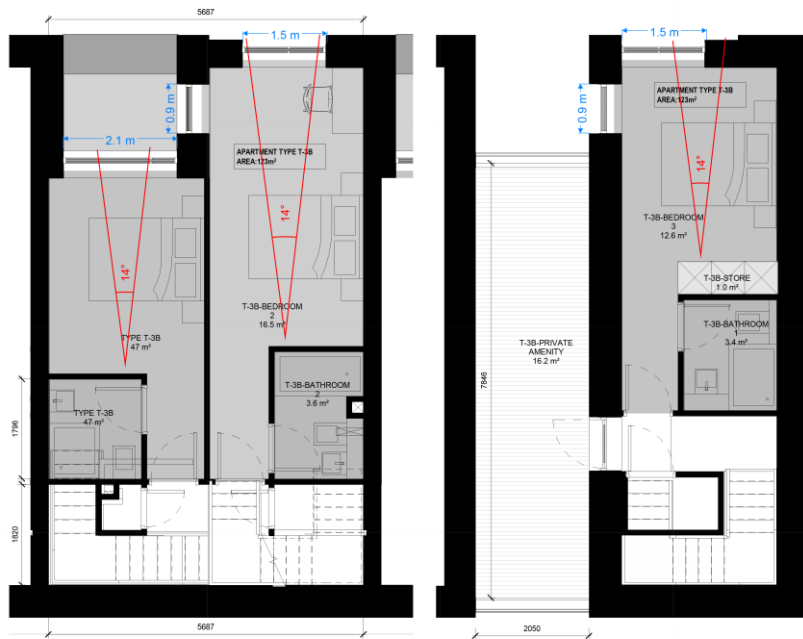 5687
1.5 m
0.9 m
2.1 m
APARTMENT TYPE T-3B
AREA:123m²
14°
14°
T-3B-BEDROOM
2
16.5 m²
TYPE T-3B
47 m²
T-3B-BATHROOM
2
3.6 m²
TYPE T-3B
47 m²
1796
1820
5687
1.5 m
0.9 m
APARTMENT TYPE T-3B
AREA:123m²
14°
T-3B-BEDROOM
3
12.6 m²
T-3B-STORE
1.0 m²
T-3B-BATHROOM
1
3.4 m²
T-3B-PRIVATE
AMENITY
16.2 m²
7846
2050